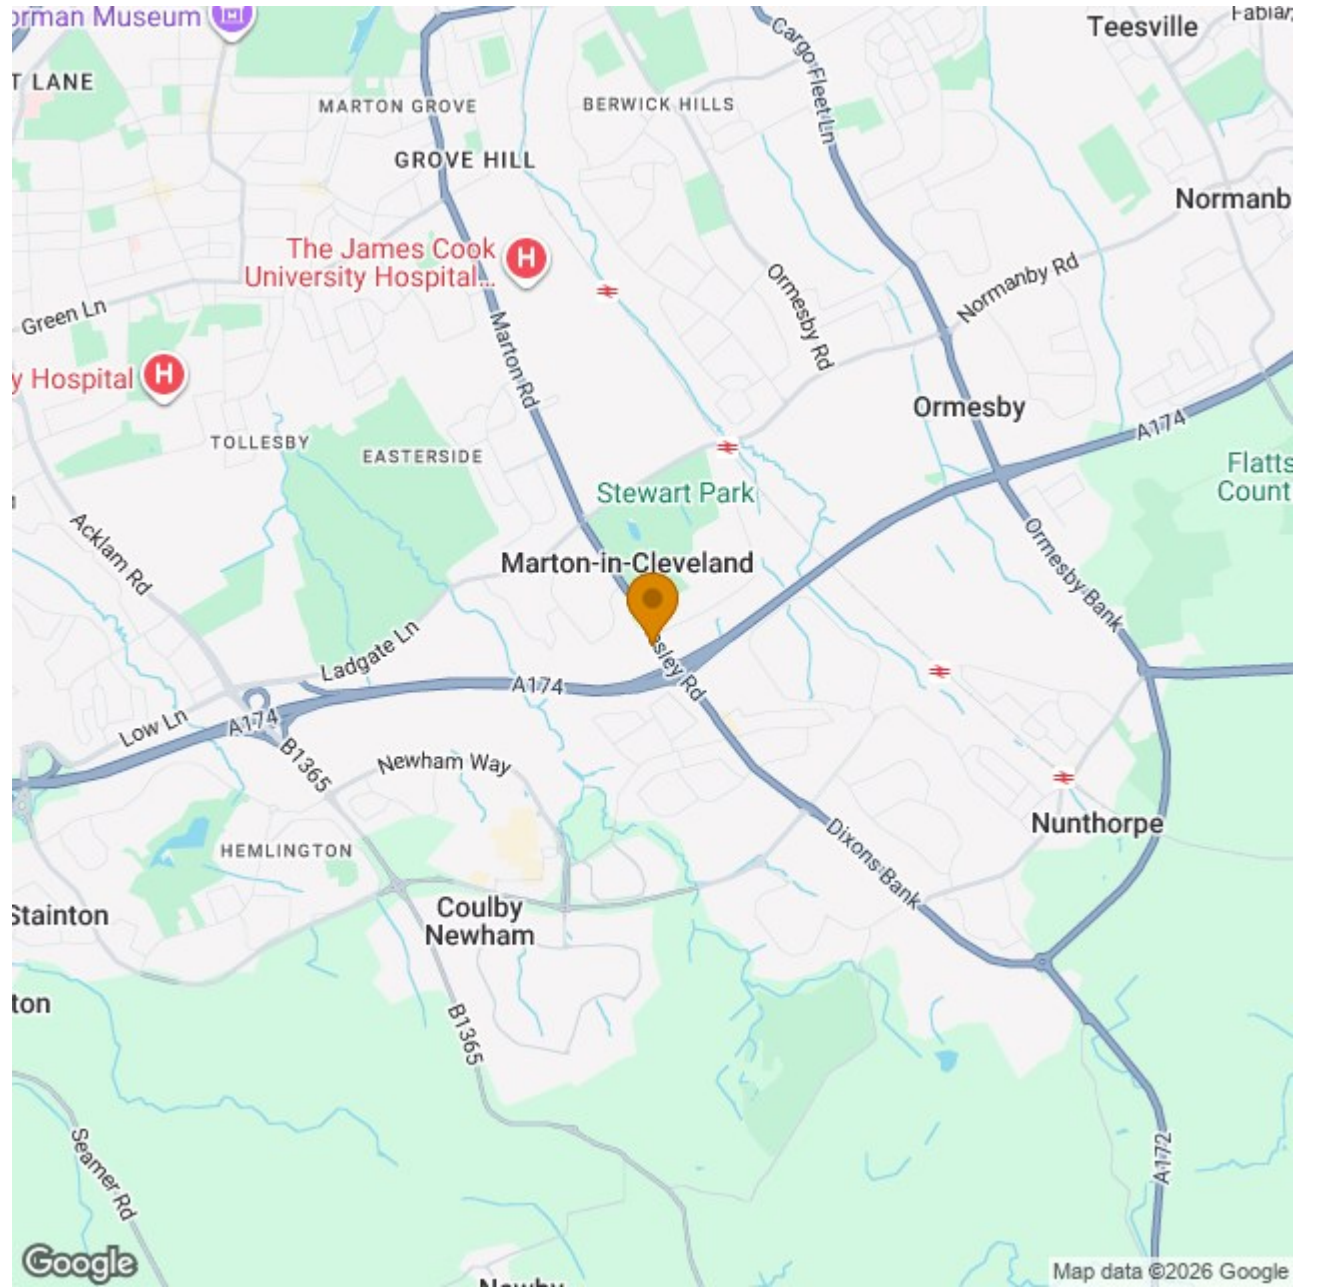 orman Museum
Teesville
T LANE
MARTON GROVE
BERWICK HILLS
Cargo Fleet Ln
GROVE HILL
Normanb
The James Cook
University Hospital...
Ormesby Rd
Normanby Rd
Green Ln
Marton Rd
y Hospital
Ormesby
A174
TOLLESBY
EASTERSIDE
Flatts
Count
Stewart Park
Acklam Rd
Ormesby Bank
Marton-in-Cleveland
Ladgate Ln
sley Rd
A174
Low Ln
A174
B1365
Newham Way
Nunthorpe
Dixons Bank
HEMLINGTON
Stainton
Coulby
Newham
ton
B1365
Seamer Rd
A172
Google
Map data ©2026 Google